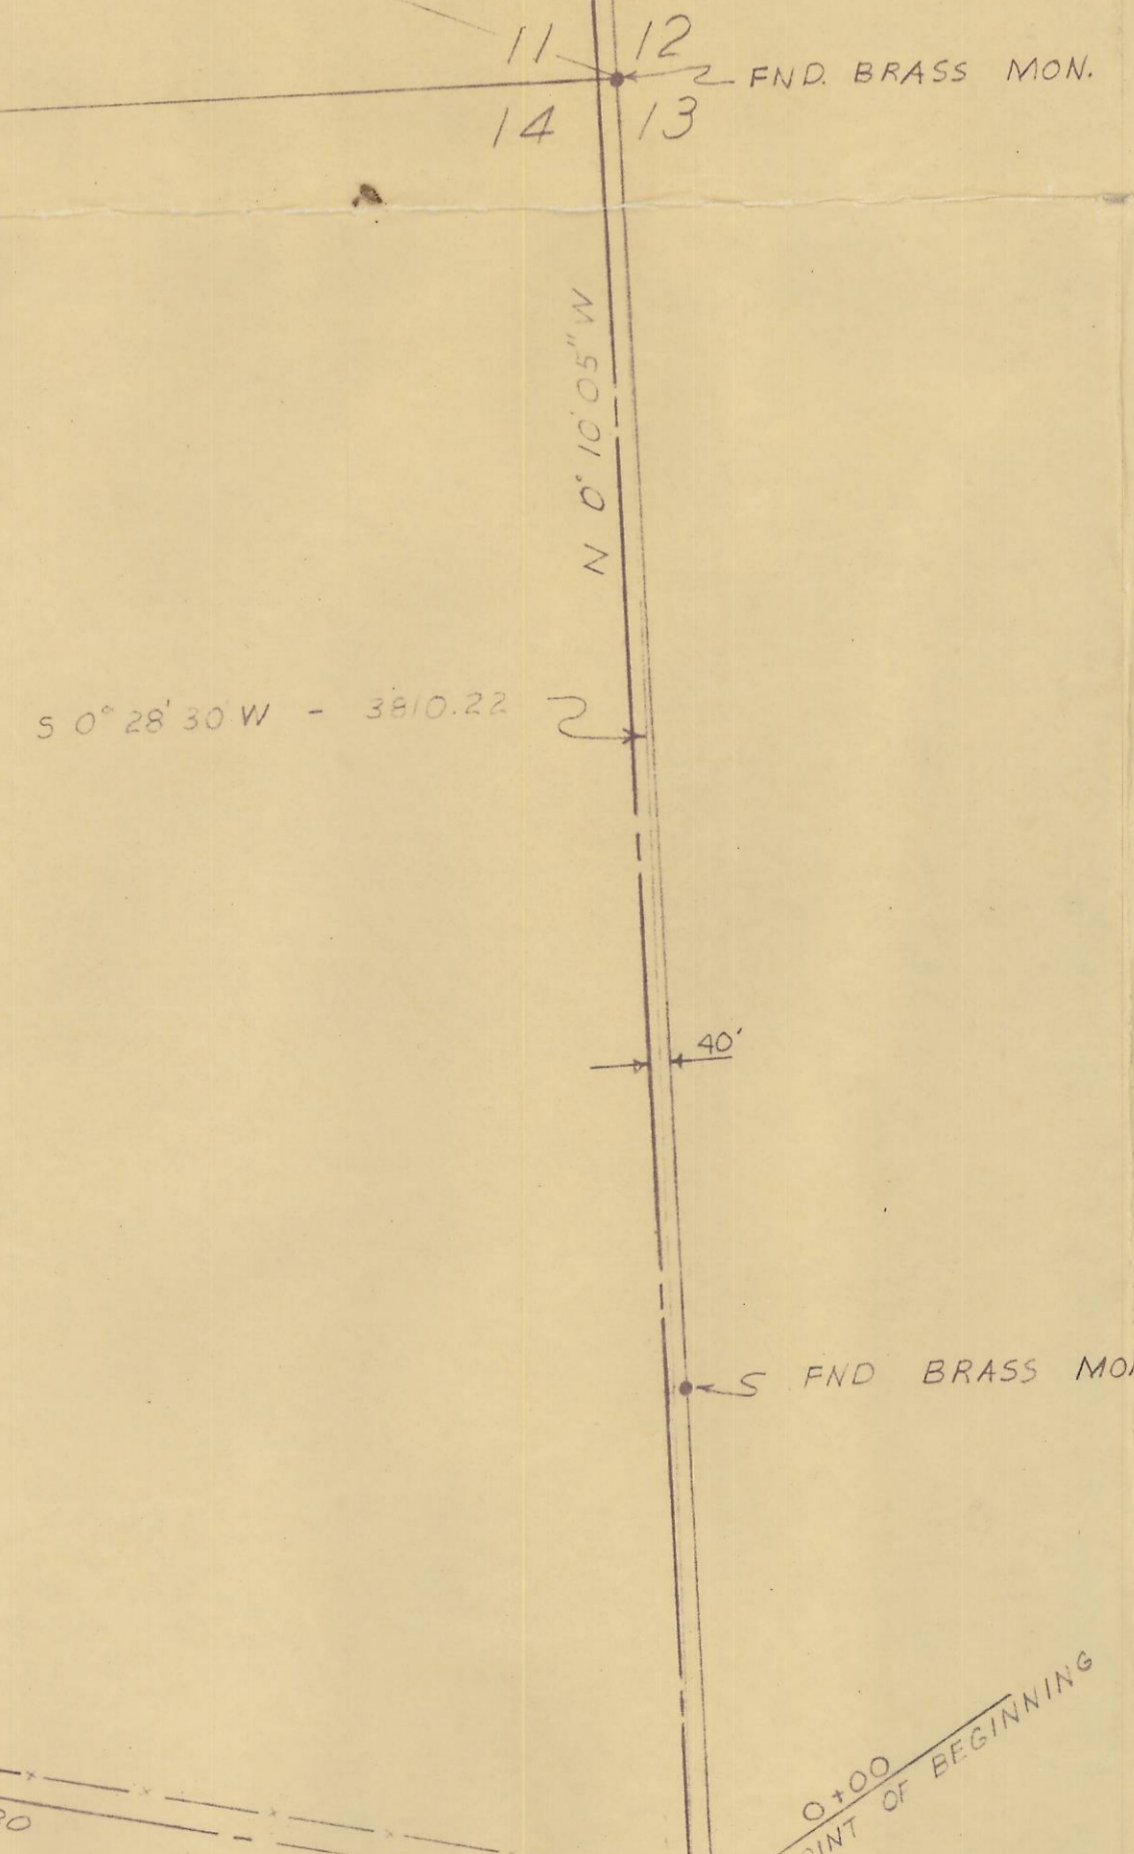 11 12
FND. BRASS MON.
14 13
N 0° 10' 05" W
S 0° 28' 30 W - 3810.22
40'
FND BRASS
0+00
OF BEGINNING